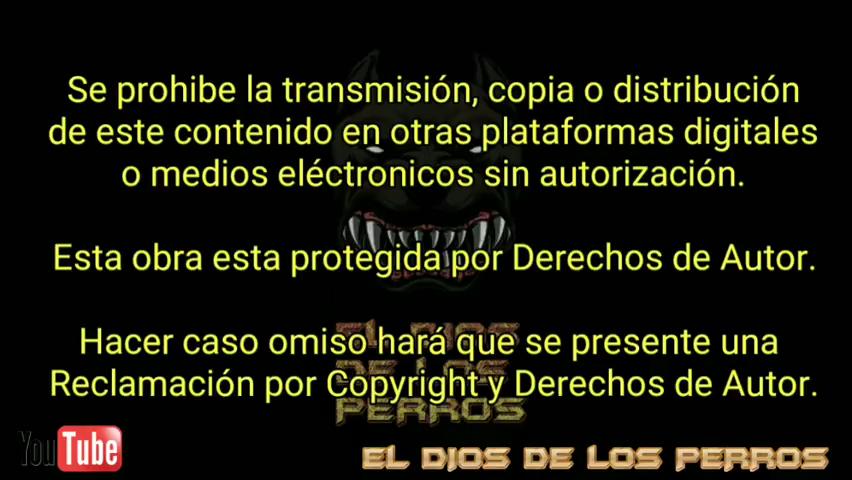 Se prohibe la transmisión, copia o distribución
de este contenido en otras plataformas digitales
o medios eléctronicos sin autorización.
Esta obra esta protegida por Derechos de Autor.
EL DIOS
Hacer caso omiso hará que se presente una
DE LOS
Reclamación por Copyright y Derechos de Autor.
PERROS
YouTube
EL DIOS DE LOS PERROS